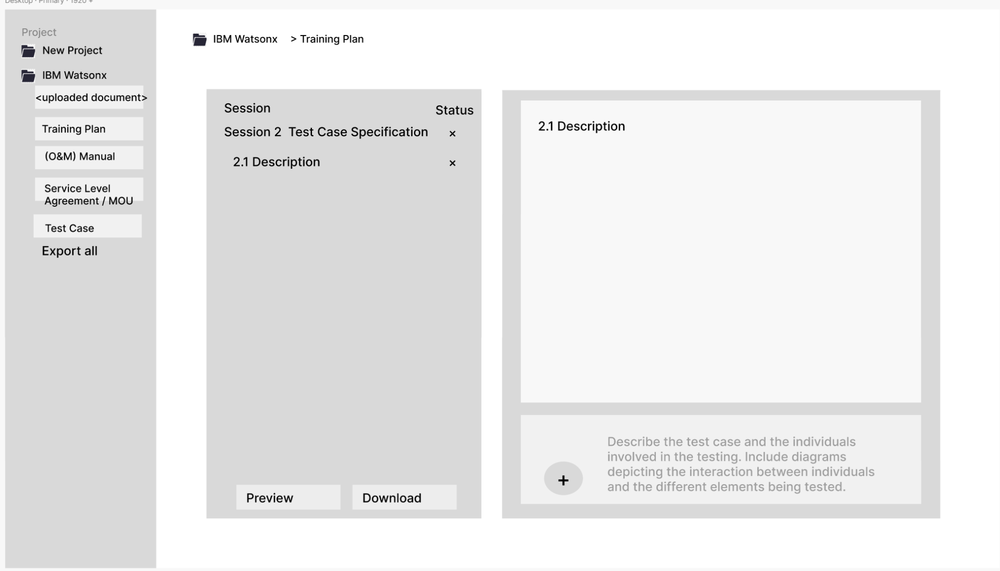 Desktop · Primary · 1920 +
Project
New Project
IBM Watsonx
<uploaded document>
Training Plan
(O&M) Manual
Service Level
Agreement / MOU
Test Case
Export all
IBM Watsonx > Training Plan
Session Status
Session 2 Test Case Specification ×
2.1 Description ×
Preview Download
2.1 Description
+
Describe the test case and the individuals
involved in the testing. Include diagrams
depicting the interaction between individuals
and the different elements being tested.